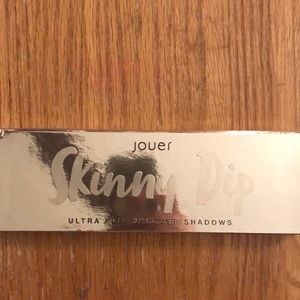 jouer
Skinny Dip
ULTRA FOIL SHIMMER SHADOWS